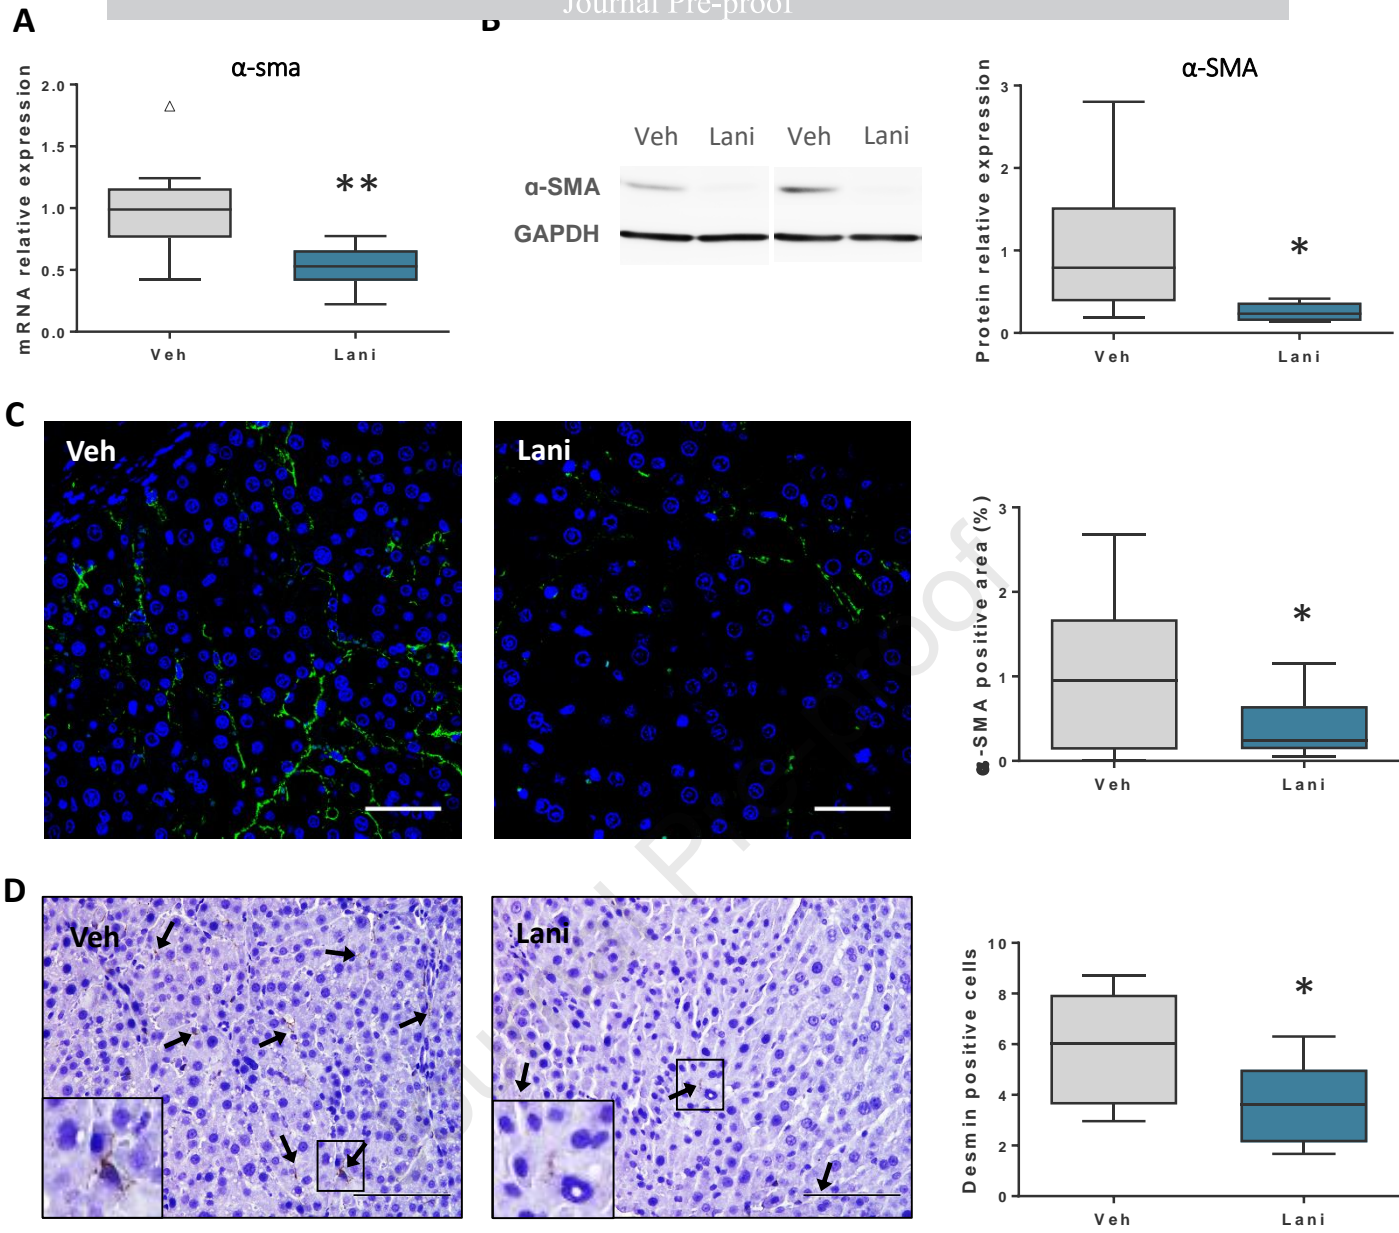 Journal Pre-proof
A
B
α-sma
mRNA relative expression
2.0
1.5
1.0
0.5
0.0
△
**
Veh
Lani
Veh Lani Veh Lani
α-SMA
GAPDH
α-SMA
Protein relative expression
3
2
1
0
*
Veh
Lani
C
Veh
Lani
-SMA positive area (%)
3
2
1
0
*
Veh
Lani
D
Veh
Lani
Desmin positive cells
10
8
6
4
2
0
*
Veh
Lani
Journal Pre-proof